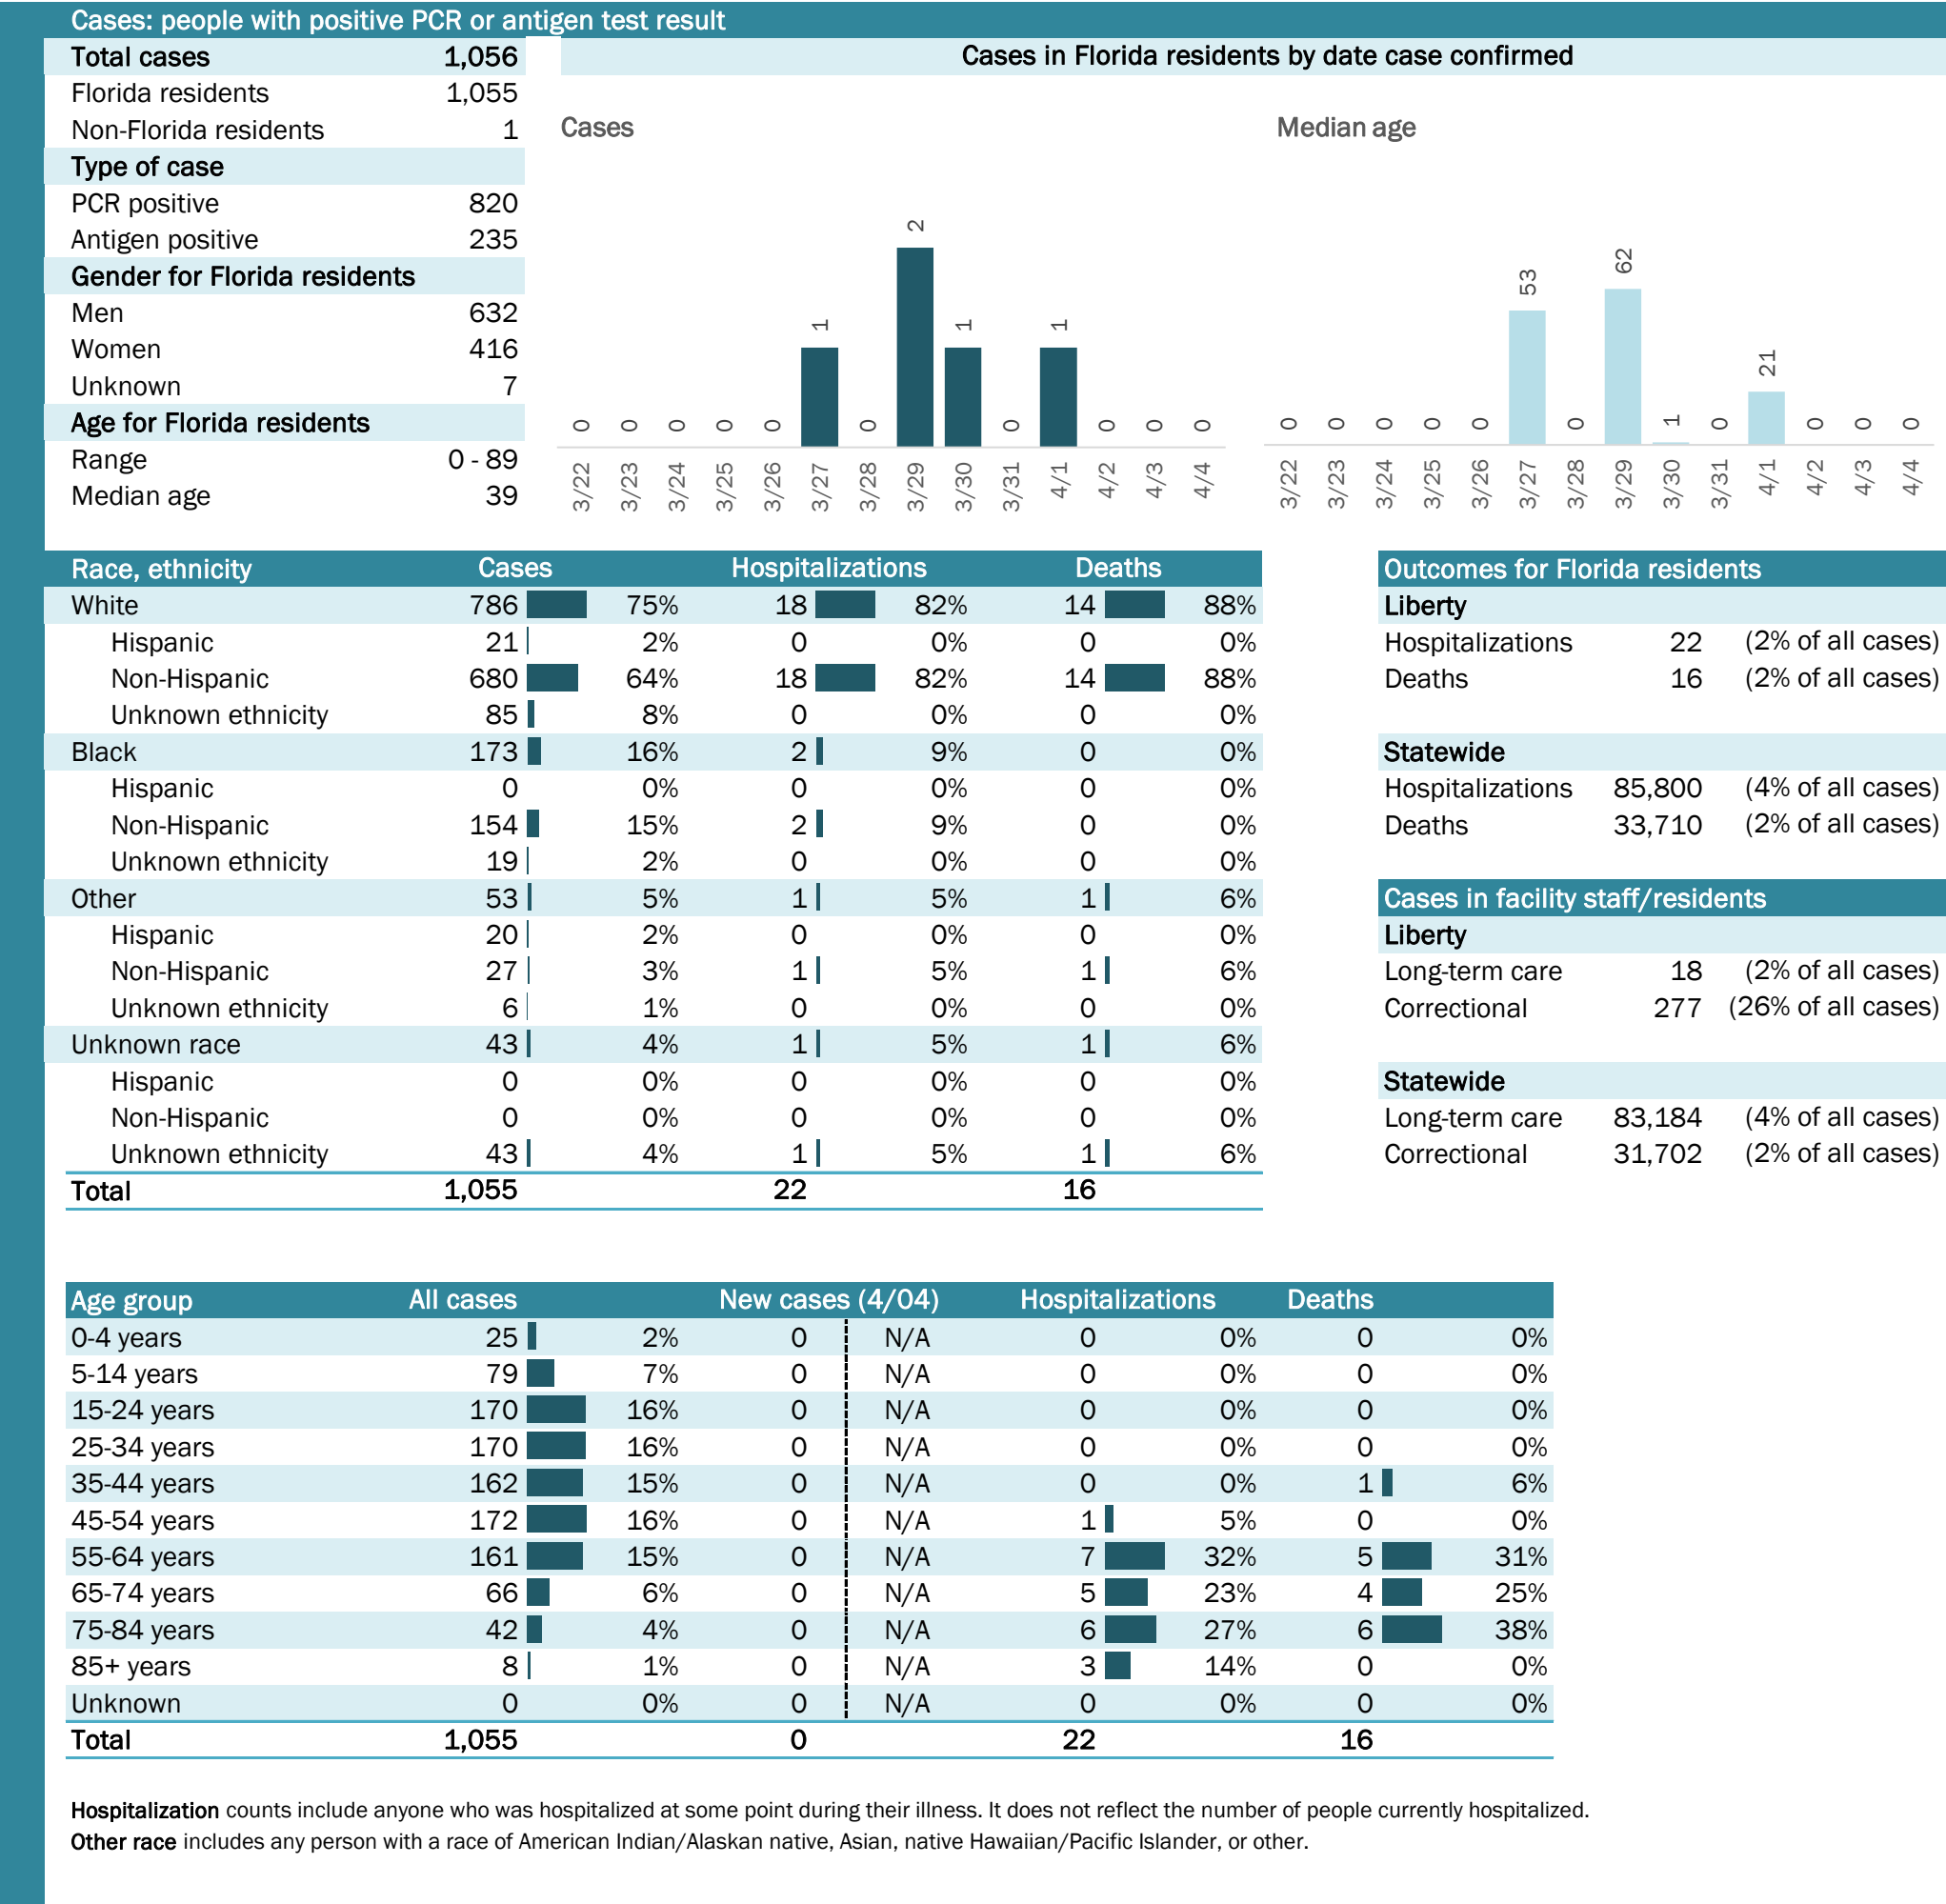 Cases: people with positive PCR or antigen test result
Total cases 1,056
Florida residents 1,055
Non-Florida residents 1
Type of case
PCR positive 820
Antigen positive 235
Gender for Florida residents
Men 632
Women 416
Unknown 7
Age for Florida residents
Range 0 - 89
Median age 39
Cases in Florida residents by date case confirmed
Cases
0 0 0 0 0 1 0 2 1 0 1 0 0 0
3/22 3/23 3/24 3/25 3/26 3/27 3/28 3/29 3/30 3/31 4/1 4/2 4/3 4/4
Median age
0 0 0 0 0 53 0 62 1 0 21 0 0 0
3/22 3/23 3/24 3/25 3/26 3/27 3/28 3/29 3/30 3/31 4/1 4/2 4/3 4/4
Race, ethnicity Cases Hospitalizations Deaths
White 786 75% 18 82% 14 88%
Hispanic 21 2% 0 0% 0 0%
Non-Hispanic 680 64% 18 82% 14 88%
Unknown ethnicity 85 8% 0 0% 0 0%
Black 173 16% 2 9% 0 0%
Hispanic 0 0% 0 0% 0 0%
Non-Hispanic 154 15% 2 9% 0 0%
Unknown ethnicity 19 2% 0 0% 0 0%
Other 53 5% 1 5% 1 6%
Hispanic 20 2% 0 0% 0 0%
Non-Hispanic 27 3% 1 5% 1 6%
Unknown ethnicity 6 1% 0 0% 0 0%
Unknown race 43 4% 1 5% 1 6%
Hispanic 0 0% 0 0% 0 0%
Non-Hispanic 0 0% 0 0% 0 0%
Unknown ethnicity 43 4% 1 5% 1 6%
Total 1,055 22 16
Outcomes for Florida residents
Liberty
Hospitalizations 22 (2% of all cases)
Deaths 16 (2% of all cases)
Statewide
Hospitalizations 85,800 (4% of all cases)
Deaths 33,710 (2% of all cases)
Cases in facility staff/residents
Liberty
Long-term care 18 (2% of all cases)
Correctional 277 (26% of all cases)
Statewide
Long-term care 83,184 (4% of all cases)
Correctional 31,702 (2% of all cases)
Age group All cases New cases (4/04) Hospitalizations Deaths
0-4 years 25 2% 0 N/A 0 0% 0 0%
5-14 years 79 7% 0 N/A 0 0% 0 0%
15-24 years 170 16% 0 N/A 0 0% 0 0%
25-34 years 170 16% 0 N/A 0 0% 0 0%
35-44 years 162 15% 0 N/A 0 0% 1 6%
45-54 years 172 16% 0 N/A 1 5% 0 0%
55-64 years 161 15% 0 N/A 7 32% 5 31%
65-74 years 66 6% 0 N/A 5 23% 4 25%
75-84 years 42 4% 0 N/A 6 27% 6 38%
85+ years 8 1% 0 N/A 3 14% 0 0%
Unknown 0 0% 0 N/A 0 0% 0 0%
Total 1,055 0 22 16
Hospitalization counts include anyone who was hospitalized at some point during their illness. It does not reflect the number of people currently hospitalized.
Other race includes any person with a race of American Indian/Alaskan native, Asian, native Hawaiian/Pacific Islander, or other.